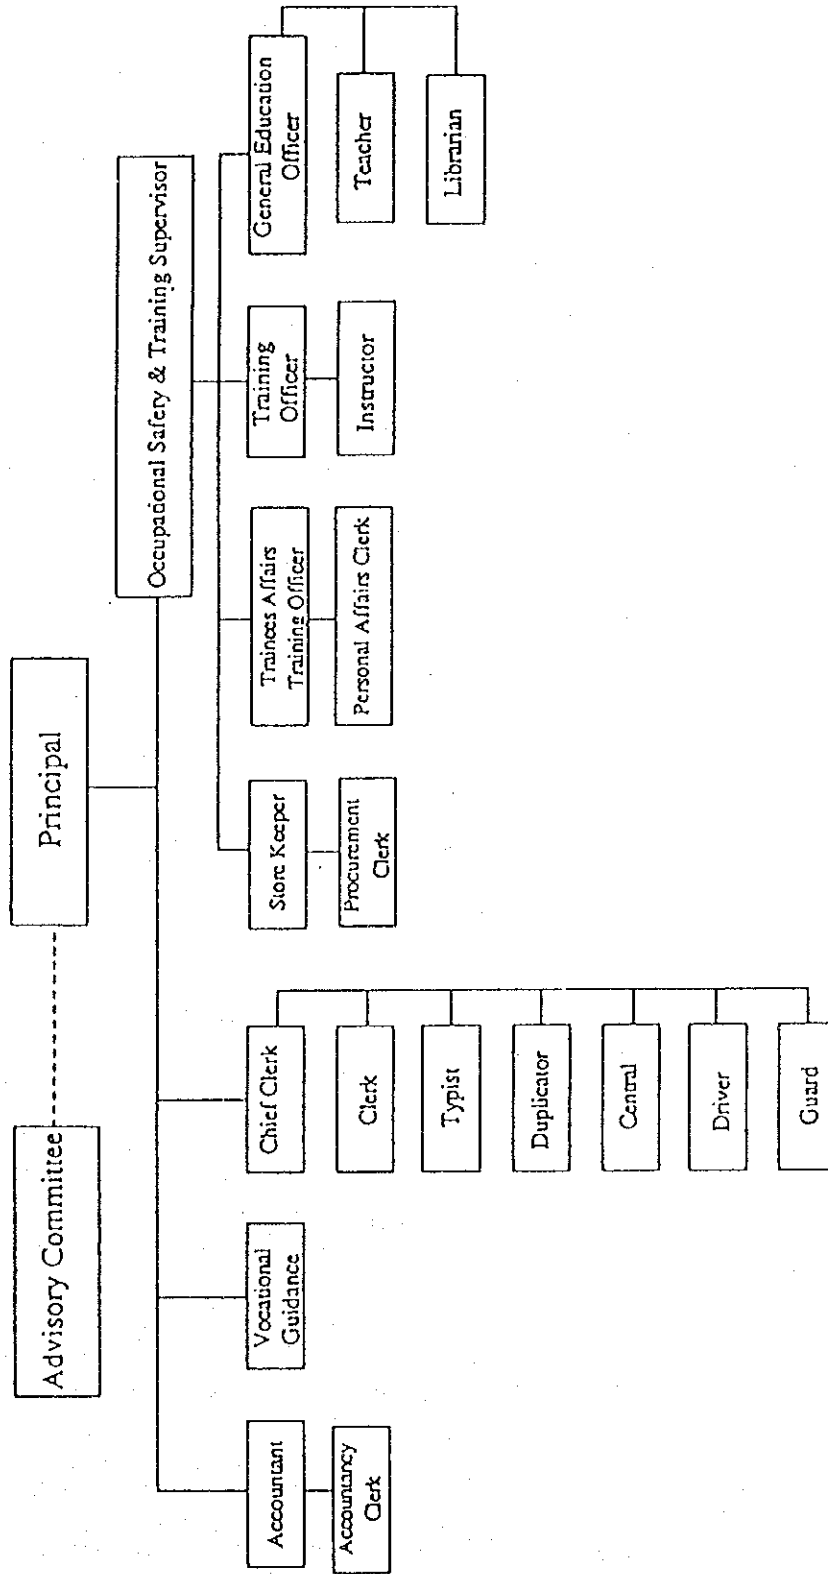 Advisory Committee
Principal
Occupational Safety & Training Supervisor
Accountant
Vocational
Guidance
Chief Clerk
Store Keeper
Trainees Affairs
Training Officer
Training
Officer
General Education
Officer
Accountancy
Clerk
Clerk
Procurement
Clerk
Personal Affairs Clerk
Instructor
Teacher
Typist
Librarian
Duplicator
Central
Driver
Guard